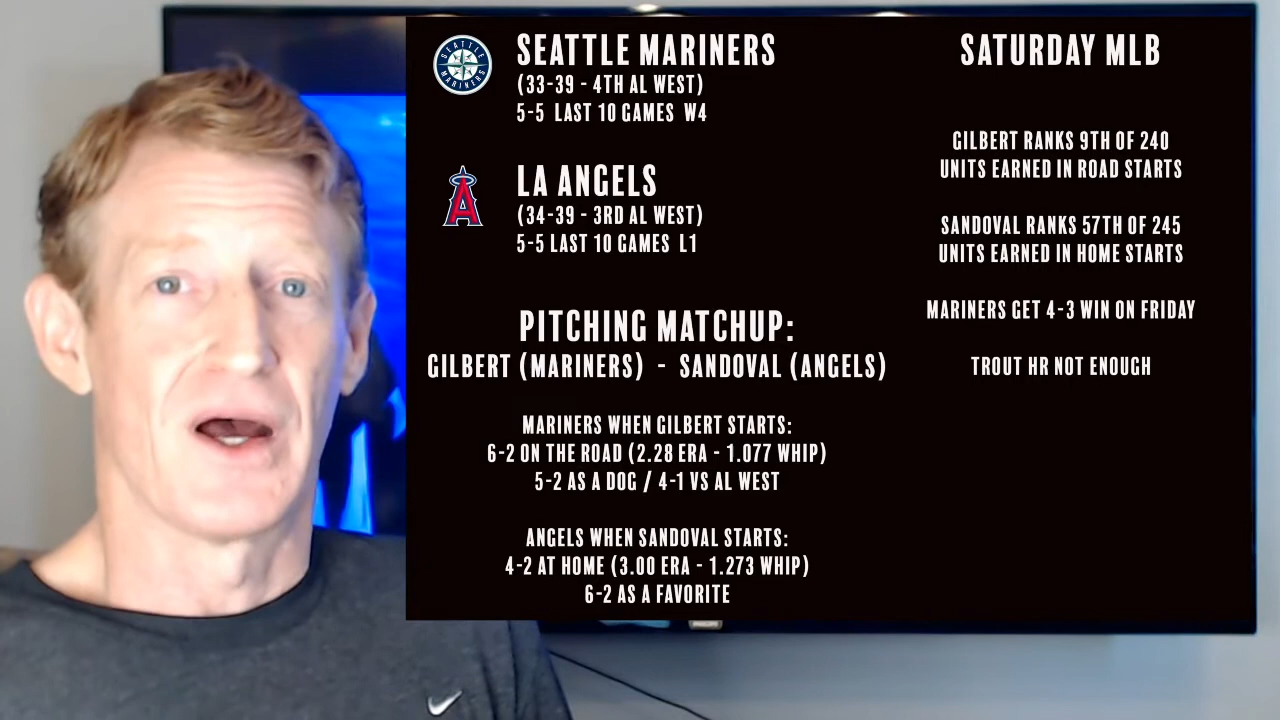 SEATTLE MARINERS
(33-39 - 4TH AL WEST)
5-5 LAST 10 GAMES W4
LA ANGELS
(34-39 - 3RD AL WEST)
5-5 LAST 10 GAMES L1
PITCHING MATCHUP:
GILBERT (MARINERS) - SANDOVAL (ANGELS)
MARINERS WHEN GILBERT STARTS:
6-2 ON THE ROAD (2.28 ERA - 1.077 WHIP)
5-2 AS A DOG / 4-1 VS AL WEST
ANGELS WHEN SANDOVAL STARTS:
4-2 AT HOME (3.00 ERA - 1.273 WHIP)
6-2 AS A FAVORITE
SATURDAY MLB
GILBERT RANKS 9TH OF 240
UNITS EARNED IN ROAD STARTS
SANDOVAL RANKS 57TH OF 245
UNITS EARNED IN HOME STARTS
MARINERS GET 4-3 WIN ON FRIDAY
TROUT HR NOT ENOUGH
SEATTLE
MARINERS
A